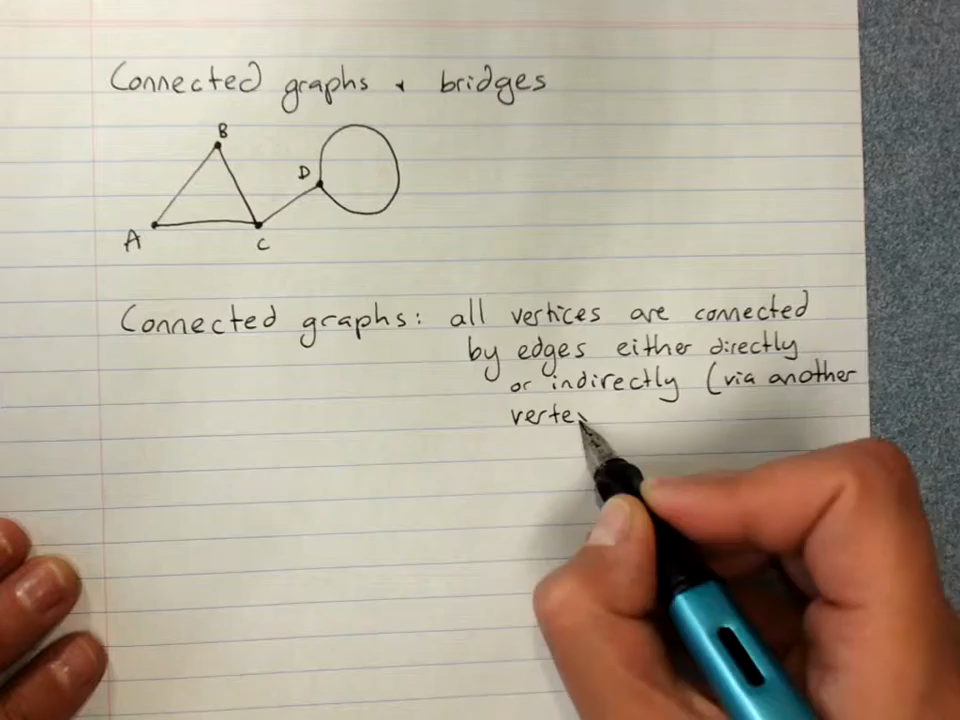 Connected graphs + bridges
B
D
A
C
Connected graphs: all vertices are connected
by edges either directly
or indirectly (via another
verte